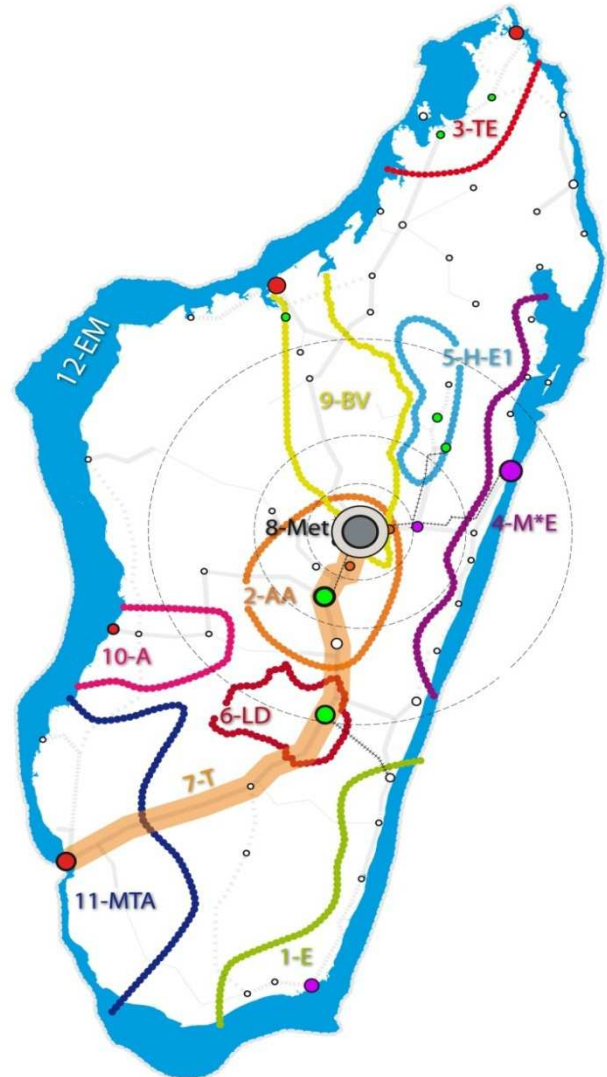 3-TE
12-EM
5-H-E1
9-BV
8-Met
4-M*E
2-AA
10-A
6-LD
7-T
11-MTA
1-E